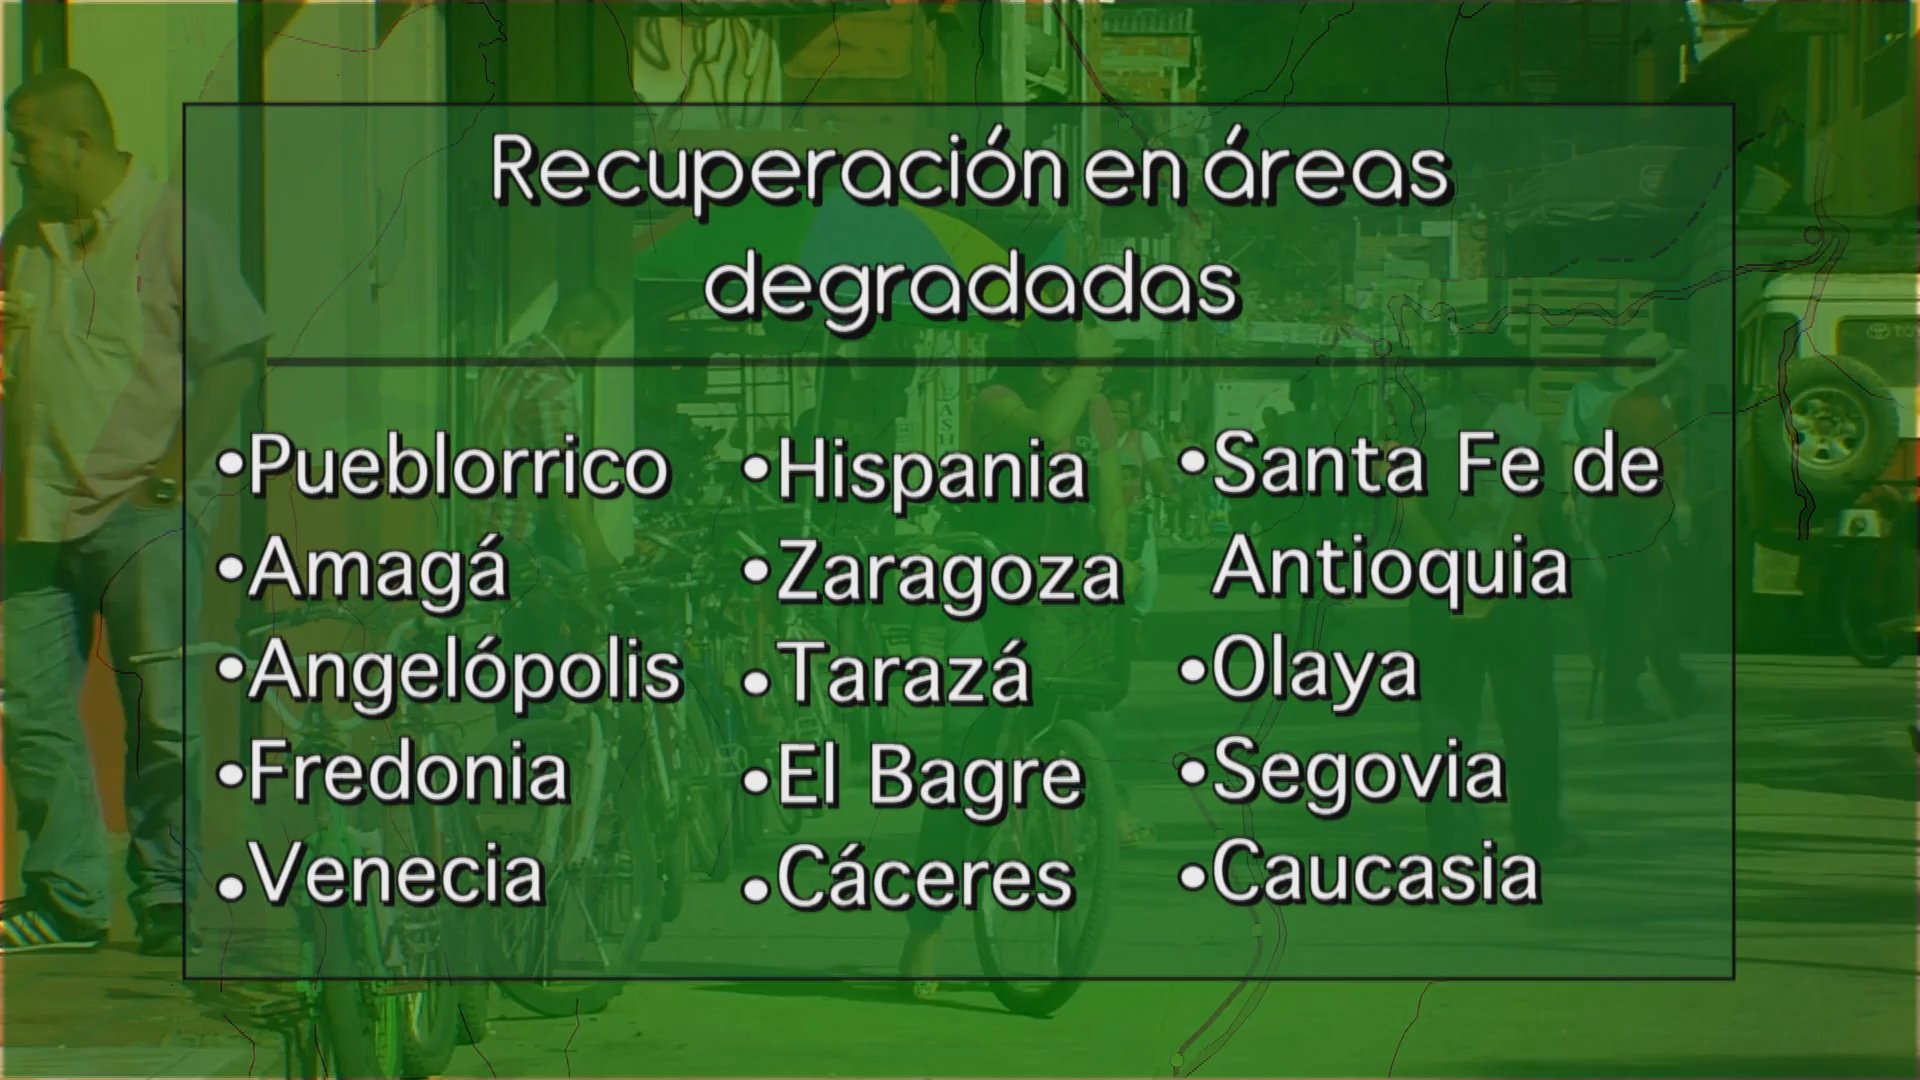 Recuperación en áreas
degradadas
•Pueblorrico
•Amagá
•Angelópolis
•Fredonia
•Venecia
•Hispania
•Zaragoza
•Tarazá
•El Bagre
•Cáceres
•Santa Fe de
Antioquia
•Olaya
•Segovia
•Caucasia